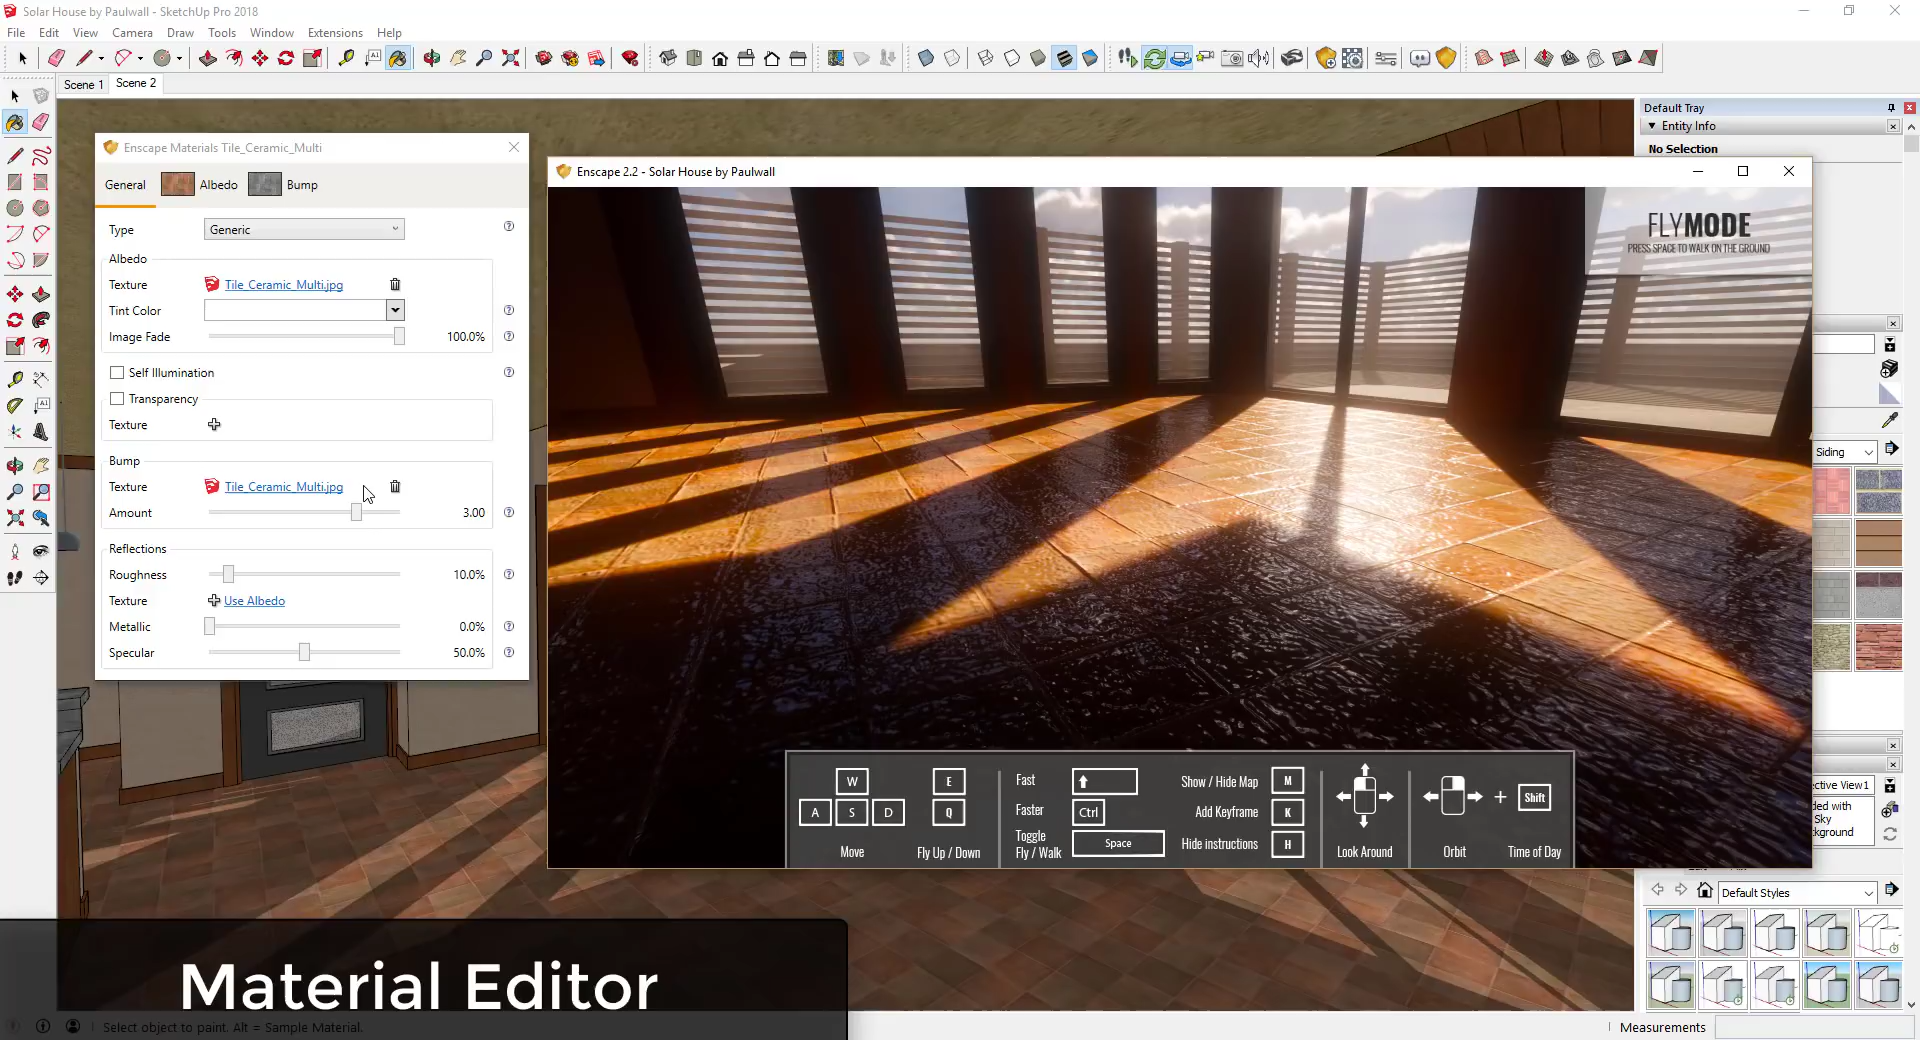 Solar House by Paulwall - SketchUp Pro 2018
File Edit View Camera Draw Tools Window Extensions Help
Scene 1 Scene 2
Default Tray
Entity Info
No Selection
Enscape Materials Tile_Ceramic_Multi
General Albedo Bump
Type Generic
Albedo
Texture Tile_Ceramic_Multi.jpg
Tint Color
Image Fade 100.0%
Self Illumination
Transparency
Texture
Bump
Texture Tile_Ceramic_Multi.jpg
Amount 3.00
Reflections
Roughness 10.0%
Texture Use Albedo
Metallic 0.0%
Specular 50.0%
Enscape 2.2 - Solar House by Paulwall
FLYMODE
PRESS SPACE TO WALK ON THE GROUND
W E
A S D Q
Move Fly Up / Down
Fast
Faster Ctrl
Toggle
Fly / Walk Space
Show / Hide Map M
Add Keyframe K
Hide instructions H
Look Around
Orbit
+ Shift
Time of Day
Siding
ective View1
ded with
Sky
ckground
Default Styles
Material Editor
Select object to paint. Alt = Sample Material.
Measurements